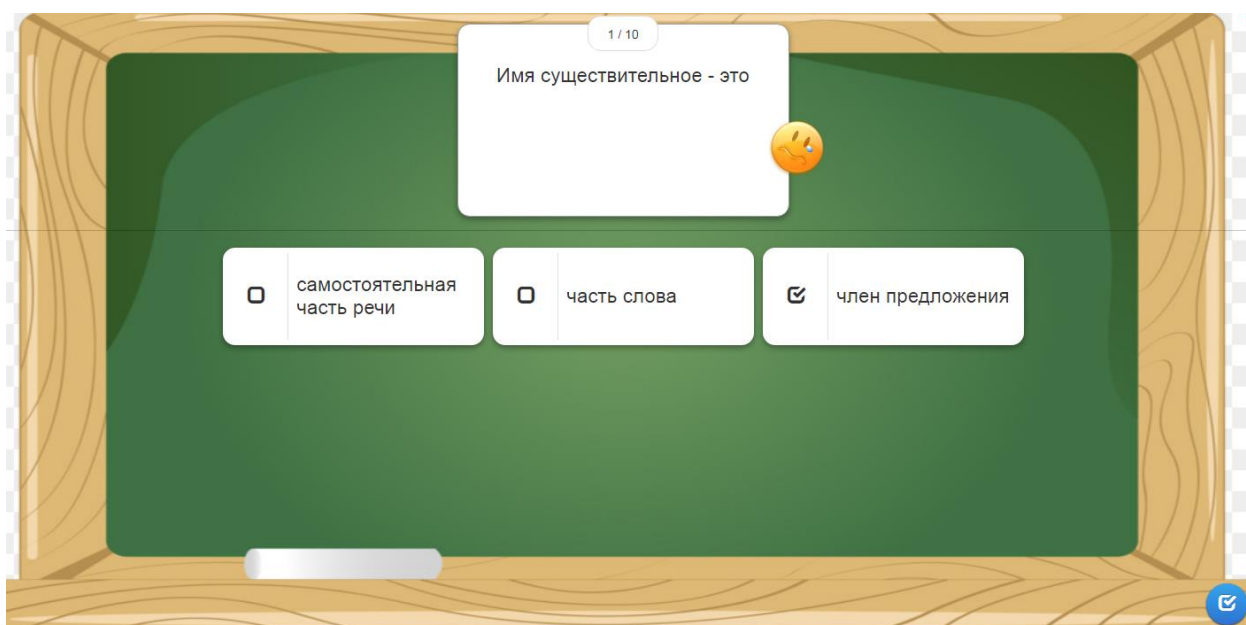 1 / 10
Имя существительное - это
самостоятельная
часть речи
часть слова
член предложения